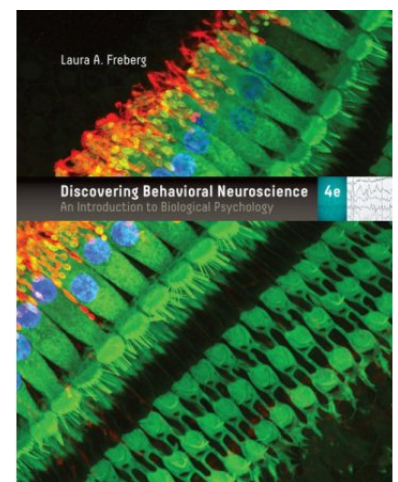 Laura A. Freberg
Discovering Behavioral Neuroscience 4e
An Introduction to Biological Psychology